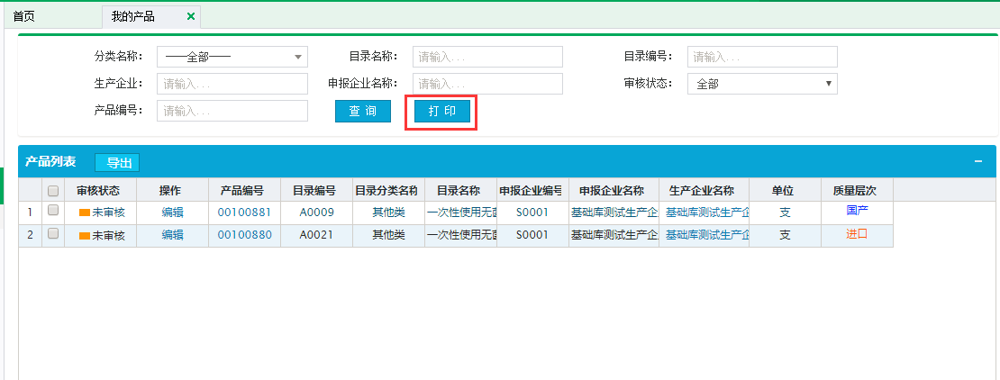 首页 我的产品 ×
分类名称： ——全部—— 目录名称： 请输入... 目录编号： 请输入...
生产企业： 请输入... 申报企业名称： 请输入... 审核状态： 全部
产品编号： 请输入... 查 询 打 印
产品列表 导出
审核状态 操作 产品编号 目录编号 目录分类名称 目录名称 申报企业编号 申报企业名称 生产企业名称 单位 质量层次
1 未审核 编辑 00100881 A0009 其他类 一次性使用无菌 S0001 基础库测试生产企 基础库测试生产企 支 国产
2 未审核 编辑 00100880 A0021 其他类 一次性使用无菌 S0001 基础库测试生产企 基础库测试生产企 支 进口